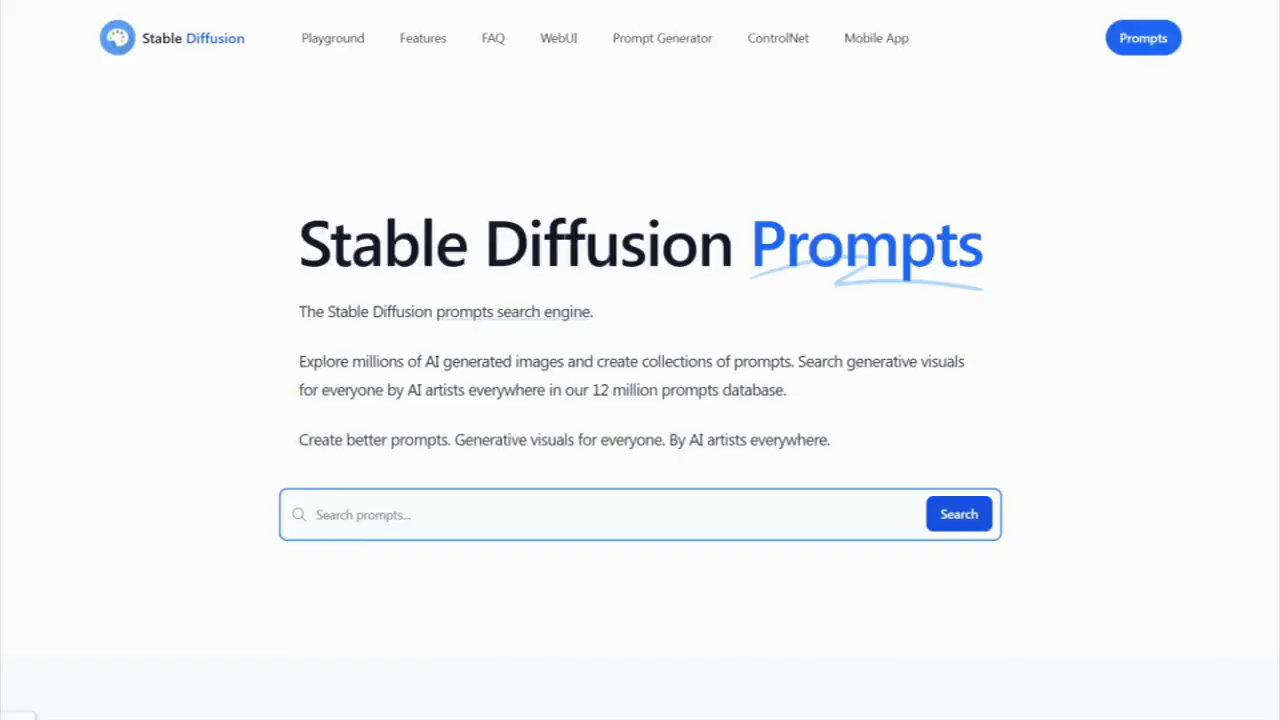 Stable Diffusion
Playground
Features
FAQ
WebUI
Prompt Generator
ControlNet
Mobile App
Prompts
Stable Diffusion Prompts
The Stable Diffusion prompts search engine.
Explore millions of AI generated images and create collections of prompts. Search generative visuals
for everyone by AI artists everywhere in our 12 million prompts database.
Create better prompts. Generative visuals for everyone. By AI artists everywhere.
Search prompts...
Search